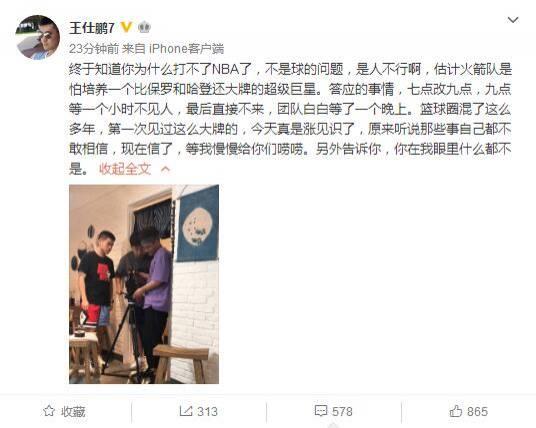 王仕鹏7
23分钟前 来自 iPhone客户端
终于知道你为什么打不了NBA了，不是球的问题，是人不行啊，估计火箭队是
怕培养一个比保罗和哈登还大牌的超级巨星。答应的事情，七点改九点，九点
等一个小时不见人，最后直接不来，团队白白等了一个晚上。篮球圈混了这么
多年，第一次见过这么大牌的，今天真是涨见识了，原来听说那些事自己都不
敢相信，现在信了，等我慢慢给你们唠唠。另外告诉你，你在我眼里什么都不
是。 收起全文
收藏
313
578
865